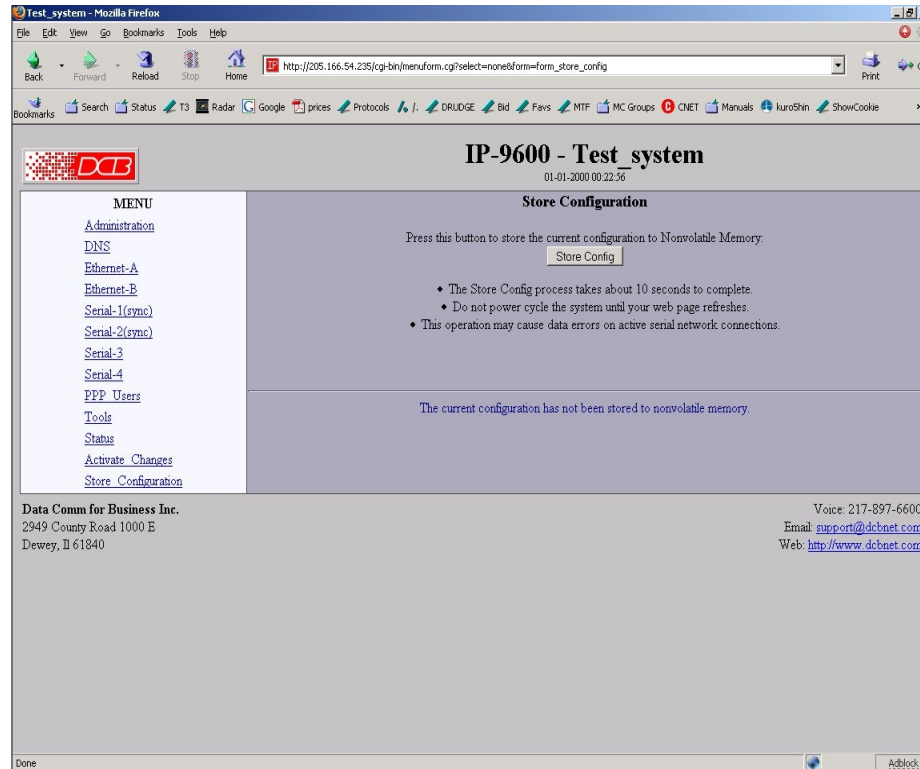 Test_system - Mozilla Firefox
File Edit View Go Bookmarks Tools Help
Back Forward Reload Stop Home http://205.166.54.235/cgi-bin/menuform.cgi?select=none&form=form_store_config Print
Bookmarks Search Status T3 Radar Google prices Protocols /. DRUDGE Bid Favs MTF MC Groups CNET Manuals kuro5hin ShowCookie
DCB
IP-9600 - Test_system
01-01-2000 00:22:56
MENU
Administration
DNS
Ethernet-A
Ethernet-B
Serial-1(sync)
Serial-2(sync)
Serial-3
Serial-4
PPP Users
Tools
Status
Activate Changes
Store Configuration
Store Configuration
Press this button to store the current configuration to Nonvolatile Memory:
Store Config
• The Store Config process takes about 10 seconds to complete.
• Do not power cycle the system until your web page refreshes.
• This operation may cause data errors on active serial network connections.
The current configuration has not been stored to nonvolatile memory.
Data Comm for Business Inc.
2949 County Road 1000 E
Dewey, Il 61840
Voice: 217-897-6600
Email: support@dcbnet.com
Web: http://www.dcbnet.com
Done
Adblock